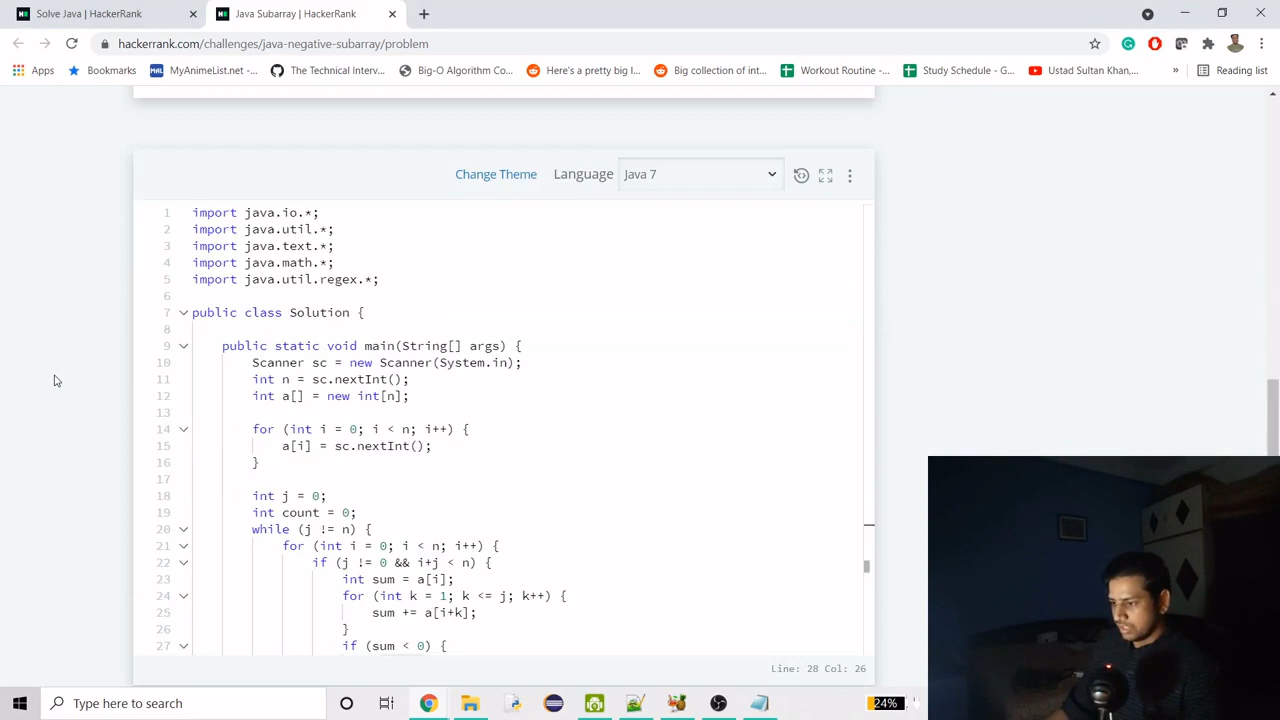 Solve Java | HackerRank
Java Subarray | HackerRank
hackerrank.com/challenges/java-negative-subarray/problem
Apps
Bookmarks
MyAnimeList.net -...
The Technical Interv...
Big-O Algorithm Co...
Here's a pretty big l...
Big collection of int...
Workout Routine -...
Study Schedule - G...
Ustad Sultan Khan,...
»
Reading list
Change Theme
Language
Java 7
1 import java.io.*;
2 import java.util.*;
3 import java.text.*;
4 import java.math.*;
5 import java.util.regex.*;
6
7 public class Solution {
8
9 public static void main(String[] args) {
10 Scanner sc = new Scanner(System.in);
11 int n = sc.nextInt();
12 int a[] = new int[n];
13
14 for (int i = 0; i < n; i++) {
15 a[i] = sc.nextInt();
16 }
17
18 int j = 0;
19 int count = 0;
20 while (j != n) {
21 for (int i = 0; i < n; i++) {
22 if (j != 0 && i+j < n) {
23 int sum = a[i];
24 for (int k = 1; k <= j; k++) {
25 sum += a[i+k];
26 }
27 if (sum < 0) {
Line: 28 Col: 26
Type here to search
24%